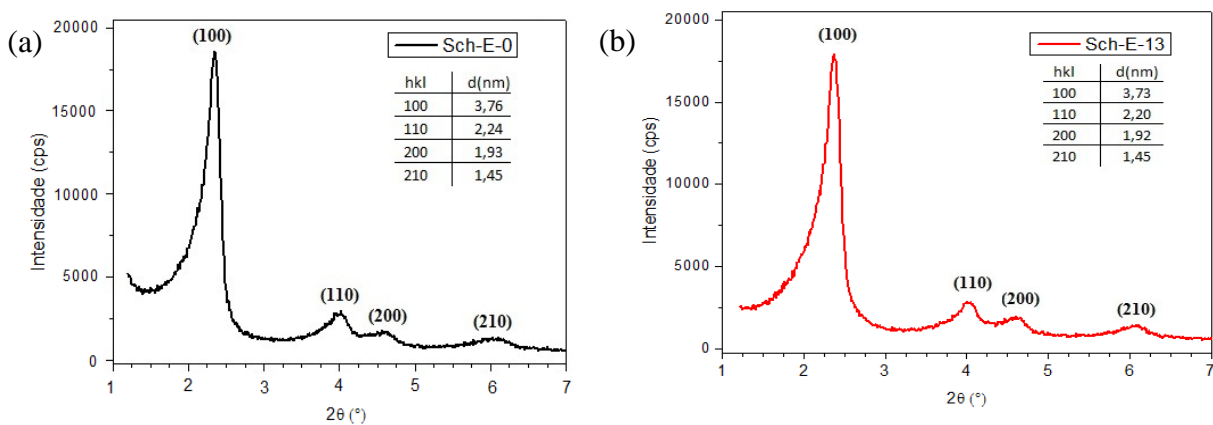 (a)
Intensidade (cps)
20000
15000
10000
5000
0
(100)
(110)
(200)
(210)
Sch-E-0
hkl d(nm)
100 3,76
110 2,24
200 1,93
210 1,45
1 2 3 4 5 6 7
2θ (°)
(b)
Intensidade (cps)
20000
15000
10000
5000
0
(100)
(110)
(200)
(210)
Sch-E-13
hkl d(nm)
100 3,73
110 2,20
200 1,92
210 1,45
1 2 3 4 5 6 7
2θ (°)